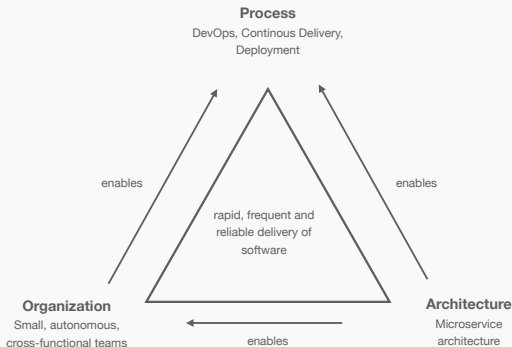 Process
DevOps, Continous Delivery,
Deployment
enables
enables
rapid, frequent and
reliable delivery of
software
Organization
Small, autonomous,
cross-functional teams
enables
Architecture
Microservice
architecture